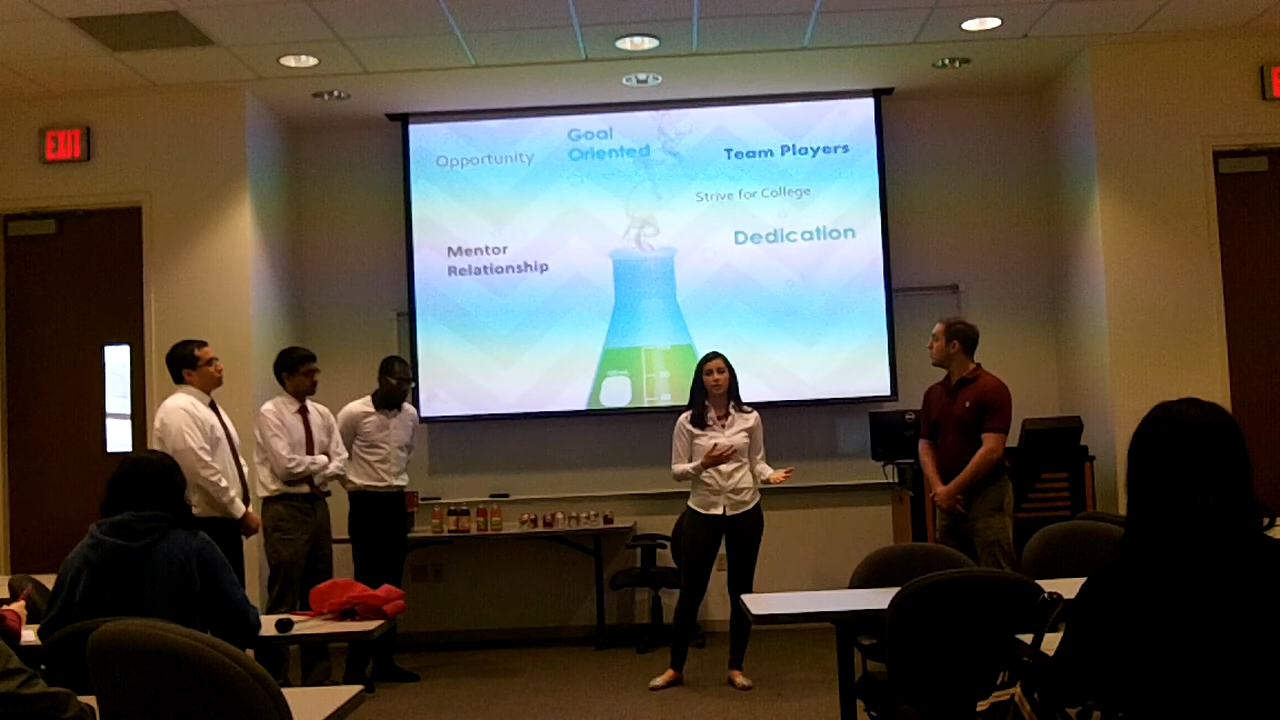 EXIT
Opportunity
Goal
Oriented
Team Players
Strive for College
Dedication
Mentor
Relationship